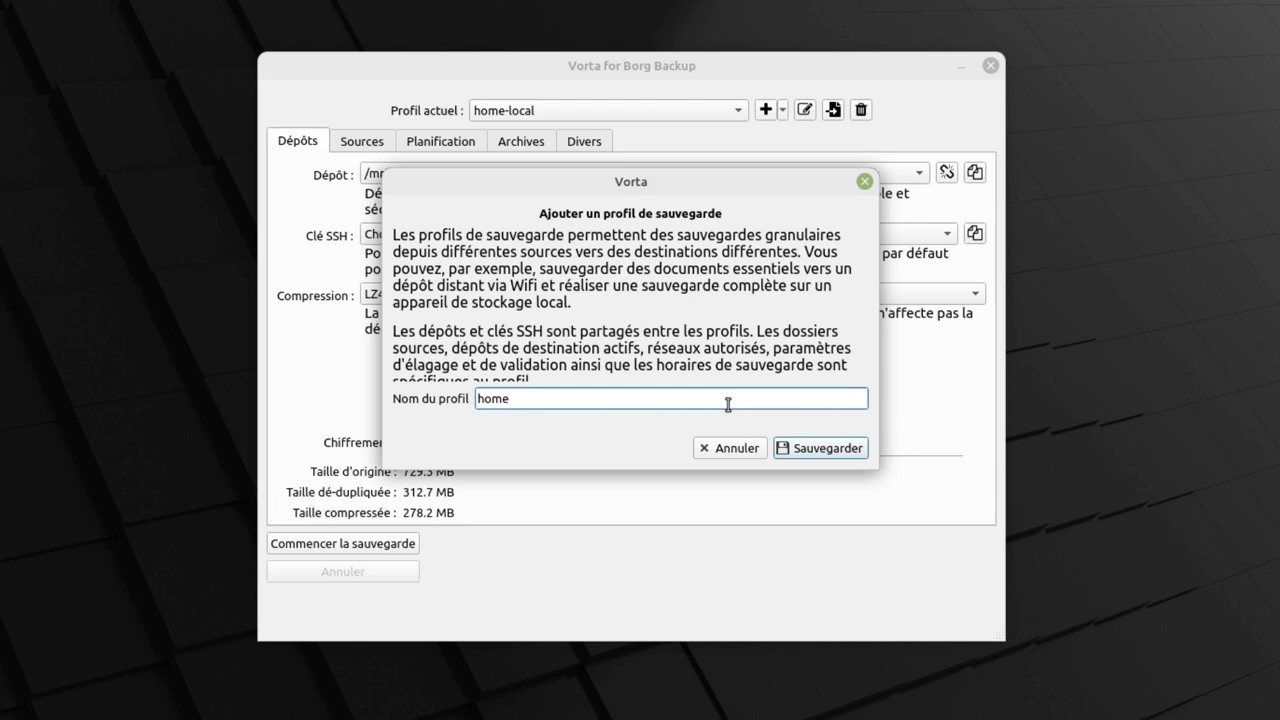 Vorta for Borg Backup
Profil actuel : home-local
Dépôts Sources Planification Archives Divers
Dépôt :
Clé SSH :
par défaut
Compression :
n'affecte pas la
Vorta
Ajouter un profil de sauvegarde
Les profils de sauvegarde permettent des sauvegardes granulaires
depuis différentes sources vers des destinations différentes. Vous
pouvez, par exemple, sauvegarder des documents essentiels vers un
dépôt distant via Wifi et réaliser une sauvegarde complète sur un
appareil de stockage local.
Les dépôts et clés SSH sont partagés entre les profils. Les dossiers
sources, dépôts de destination actifs, réseaux autorisés, paramètres
d'élagage et de validation ainsi que les horaires de sauvegarde sont
spécifiques au profil.
Nom du profil home
Annuler Sauvegarder
Taille d'origine : 729.3 MB
Taille dé-dupliquée : 312.7 MB
Taille compressée : 278.2 MB
Commencer la sauvegarde
Annuler